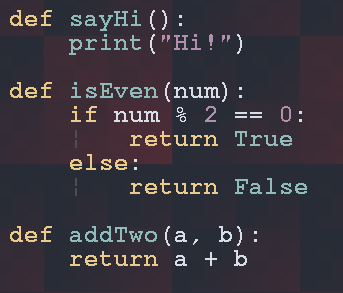 def sayHi():
    print("Hi!")

def isEven(num):
    if num % 2 == 0:
        return True
    else:
        return False

def addTwo(a, b):
    return a + b